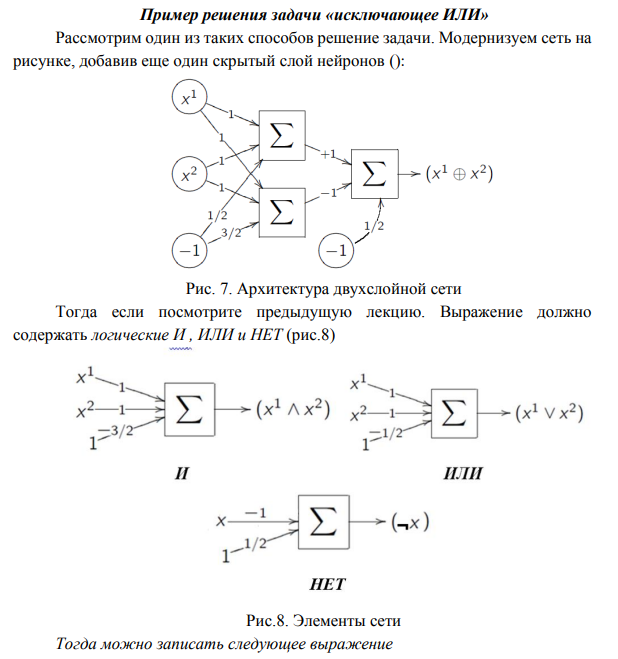 Пример решения задачи «исключающее ИЛИ»
Рассмотрим один из таких способов решение задачи. Модернизуем сеть на
рисунке, добавив еще один скрытый слой нейронов ():
x¹
1
1
∑
+1
x²
1
1
∑
−1
∑
(x¹ ⊕ x²)
1/2
3/2
−1
−1
1/2
Рис. 7. Архитектура двухслойной сети
Тогда если посмотрите предыдущую лекцию. Выражение должно
содержать логические И , ИЛИ и НЕТ (рис.8)
x¹ 1
x² 1 ∑ (x¹ ∧ x²)
1 −3/2
И
x¹ 1
x² 1 ∑ (x¹ ∨ x²)
1 −1/2
ИЛИ
x −1 ∑ (¬x)
1 1/2
НЕТ
Рис.8. Элементы сети
Тогда можно записать следующее выражение